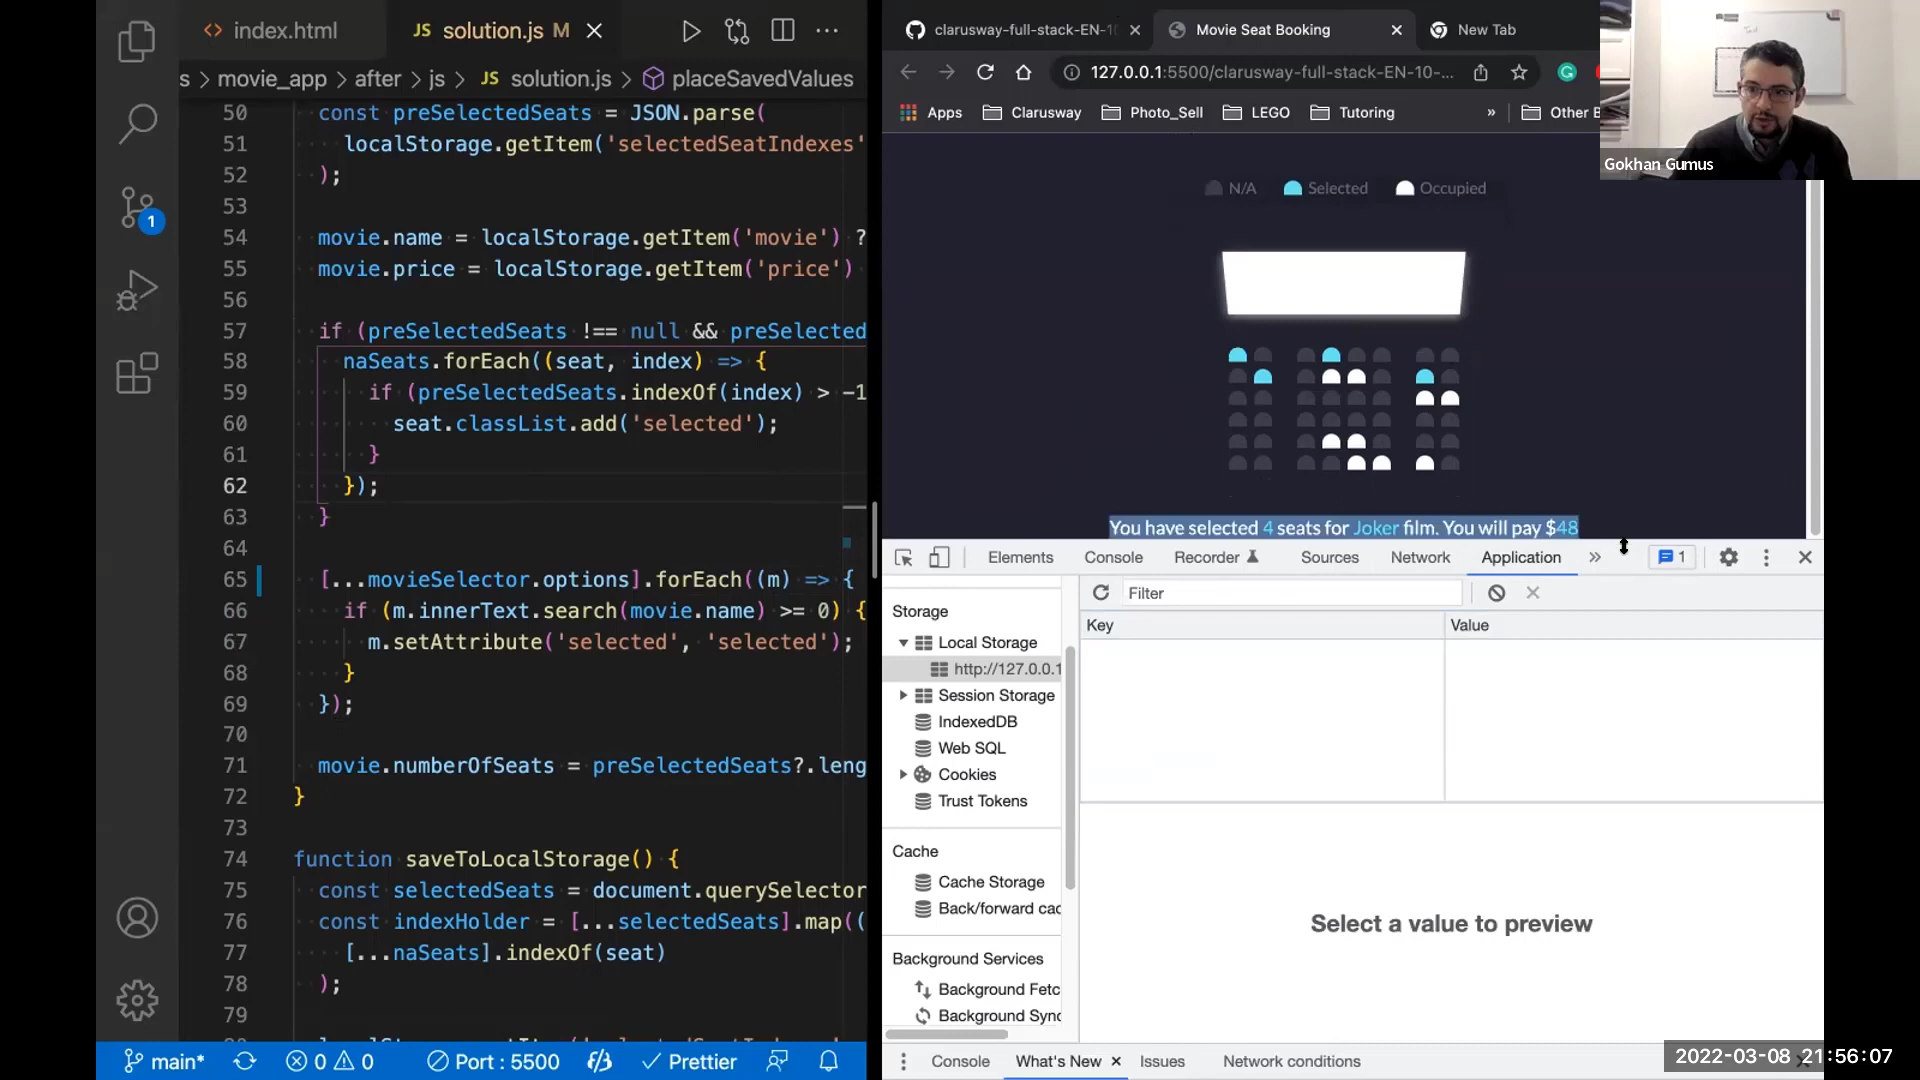 index.html
JS solution.js M
s > movie_app > after > js > JS solution.js > placeSavedValues
50 const preSelectedSeats = JSON.parse(
51 localStorage.getItem('selectedSeatIndexes'
52 );
53
54 movie.name = localStorage.getItem('movie') ?
55 movie.price = localStorage.getItem('price')
56
57 if (preSelectedSeats !== null && preSelected
58 naSeats.forEach((seat, index) => {
59 if (preSelectedSeats.indexOf(index) > -1
60 seat.classList.add('selected');
61 }
62 });
63 }
64
65 [...movieSelector.options].forEach((m) => {
66 if (m.innerText.search(movie.name) >= 0) {
67 m.setAttribute('selected', 'selected');
68 }
69 });
70
71 movie.numberOfSeats = preSelectedSeats?.leng
72 }
73
74 function saveToLocalStorage() {
75 const selectedSeats = document.querySelector
76 const indexHolder = [...selectedSeats].map((
77 [...naSeats].indexOf(seat)
78 );
79
1
main* 0 0 Port : 5500 Prettier
clarusway-full-stack-EN-10
Movie Seat Booking
New Tab
127.0.0.1:5500/clarusway-full-stack-EN-10-...
Apps Clarusway Photo_Sell LEGO Tutoring » Other B
Gokhan Gumus
N/A Selected Occupied
You have selected 4 seats for Joker film. You will pay $48
Elements Console Recorder Sources Network Application » 1
Filter
Storage
Local Storage
http://127.0.0.1
Session Storage
IndexedDB
Web SQL
Cookies
Trust Tokens
Cache
Cache Storage
Back/forward cac
Background Services
Background Fetc
Background Sync
Key Value
Select a value to preview
Console What's New Issues Network conditions
2022-03-08 21:56:07